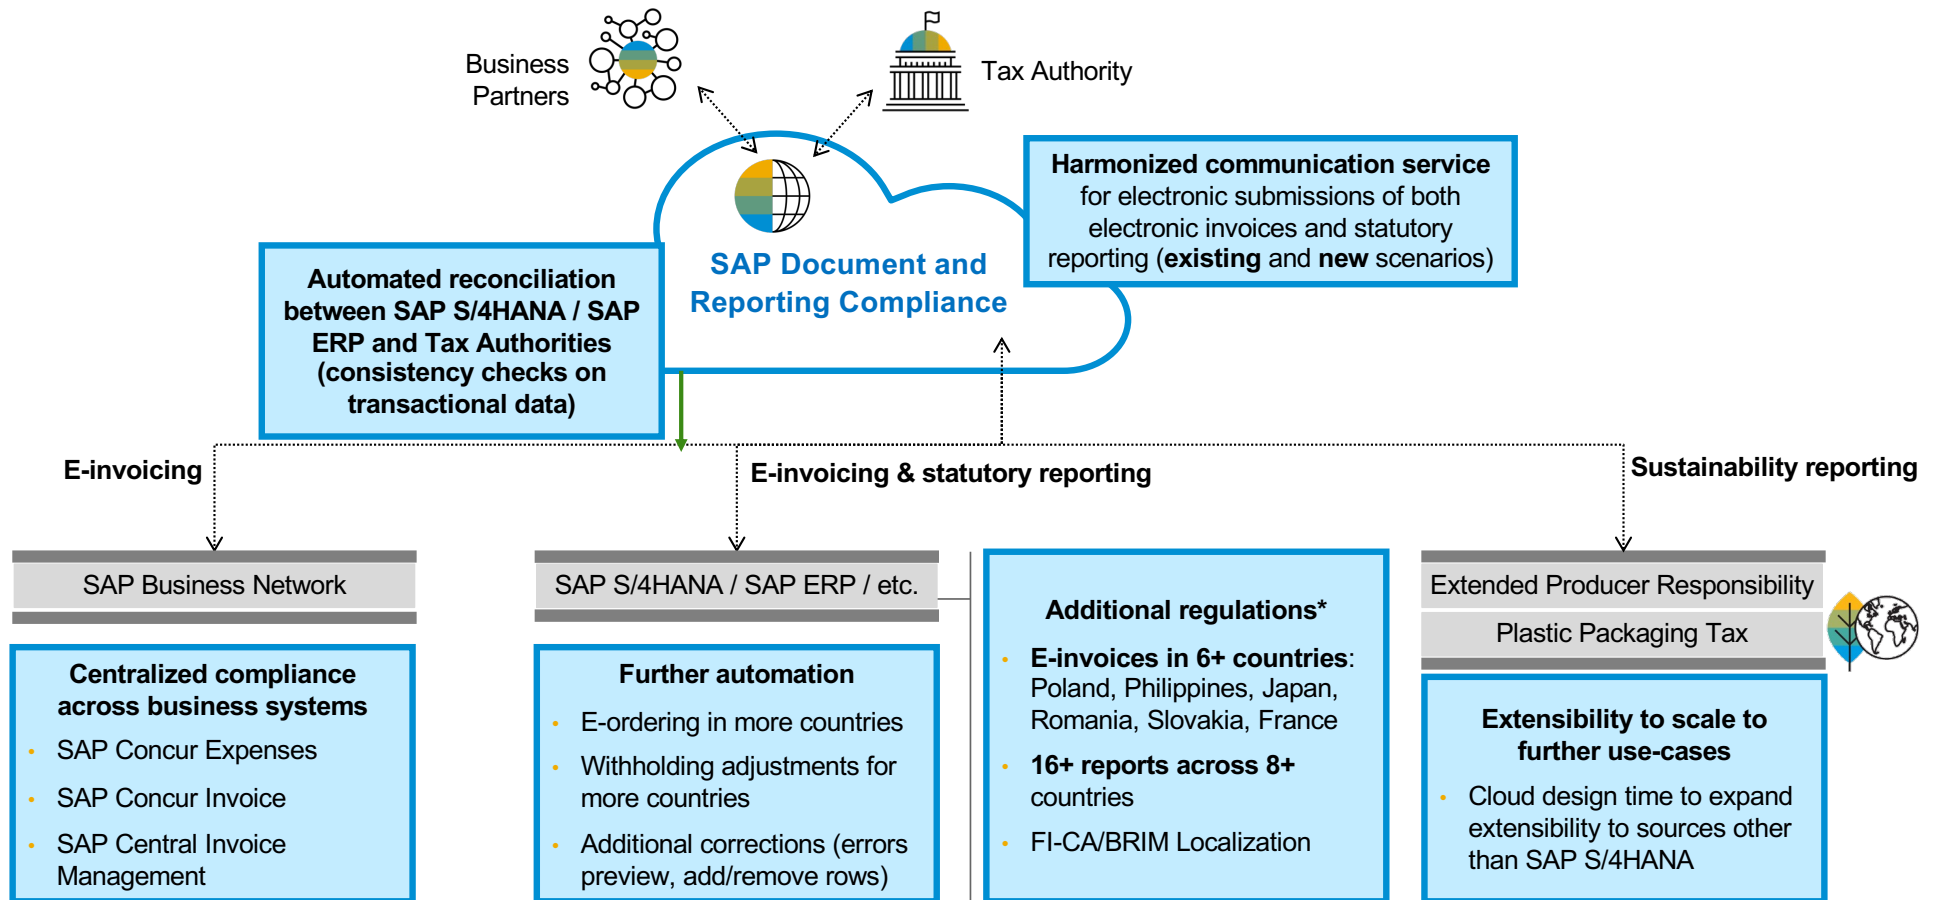 Business
Partners
Tax Authority
Harmonized communication service
for electronic submissions of both
electronic invoices and statutory
reporting (existing and new scenarios)
SAP Document and
Reporting Compliance
Automated reconciliation
between SAP S/4HANA / SAP
ERP and Tax Authorities
(consistency checks on
transactional data)
E-invoicing
E-invoicing & statutory reporting
Sustainability reporting
SAP Business Network
Centralized compliance
across business systems
• SAP Concur Expenses
• SAP Concur Invoice
• SAP Central Invoice
Management
SAP S/4HANA / SAP ERP / etc.
Further automation
• E-ordering in more countries
• Withholding adjustments for
more countries
• Additional corrections (errors
preview, add/remove rows)
Additional regulations*
• E-invoices in 6+ countries:
Poland, Philippines, Japan,
Romania, Slovakia, France
• 16+ reports across 8+
countries
• FI-CA/BRIM Localization
Extended Producer Responsibility
Plastic Packaging Tax
Extensibility to scale to
further use-cases
• Cloud design time to expand
extensibility to sources other
than SAP S/4HANA